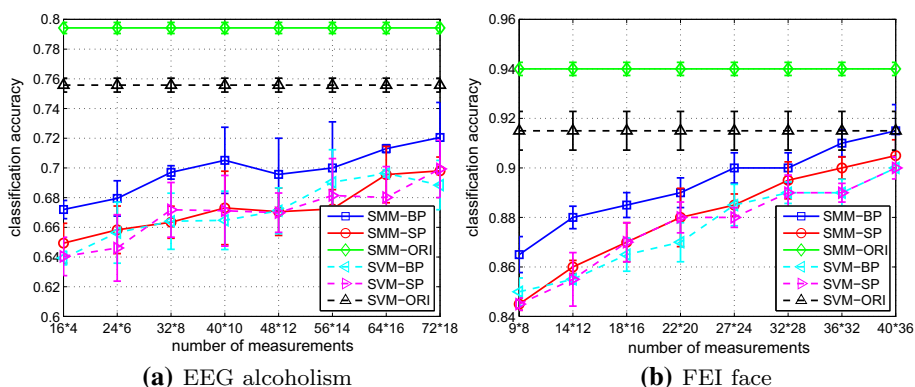 0.8
0.78
0.76
0.74
0.72
0.7
0.68
0.66
0.64
0.62
0.6
classification accuracy
16*4 24*6 32*8 40*10 48*12 56*14 64*16 72*18
number of measurements
SMM−BP
SMM−SP
SMM−ORI
SVM−BP
SVM−SP
SVM−ORI
(a) EEG alcoholism
0.96
0.94
0.92
0.9
0.88
0.86
0.84
classification accuracy
9*8 14*12 18*16 22*20 27*24 32*28 36*32 40*36
number of measurements
SMM−BP
SMM−SP
SMM−ORI
SVM−BP
SVM−SP
SVM−ORI
(b) FEI face